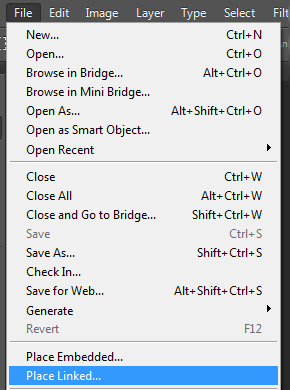 File Edit Image Layer Type Select Filt
New... Ctrl+N
Open... Ctrl+O
Browse in Bridge... Alt+Ctrl+O
Browse in Mini Bridge...
Open As... Alt+Shift+Ctrl+O
Open as Smart Object...
Open Recent
Close Ctrl+W
Close All Alt+Ctrl+W
Close and Go to Bridge... Shift+Ctrl+W
Save Ctrl+S
Save As... Shift+Ctrl+S
Check In...
Save for Web... Alt+Shift+Ctrl+S
Generate
Revert F12
Place Embedded...
Place Linked...